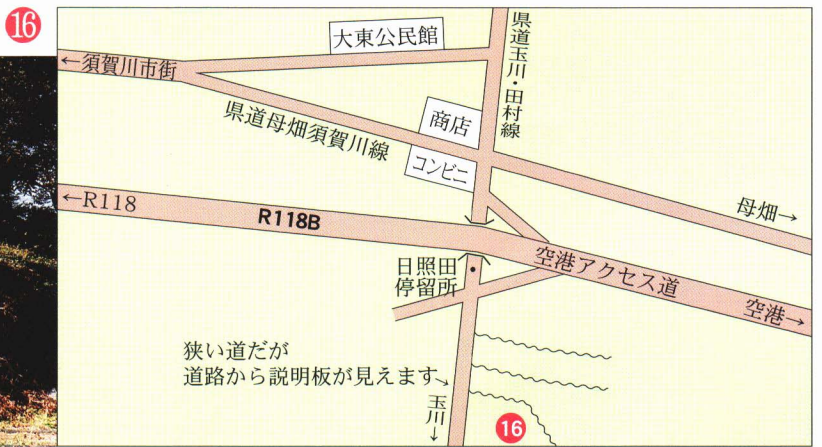 16
大東公民館
県道玉川・田村線
←須賀川市街
県道母畑須賀川線
商店
コンビニ
母畑→
←R118
R118B
空港アクセス道
空港→
日照田
停留所
狭い道だが
道路から説明板が見えます
玉川→
16